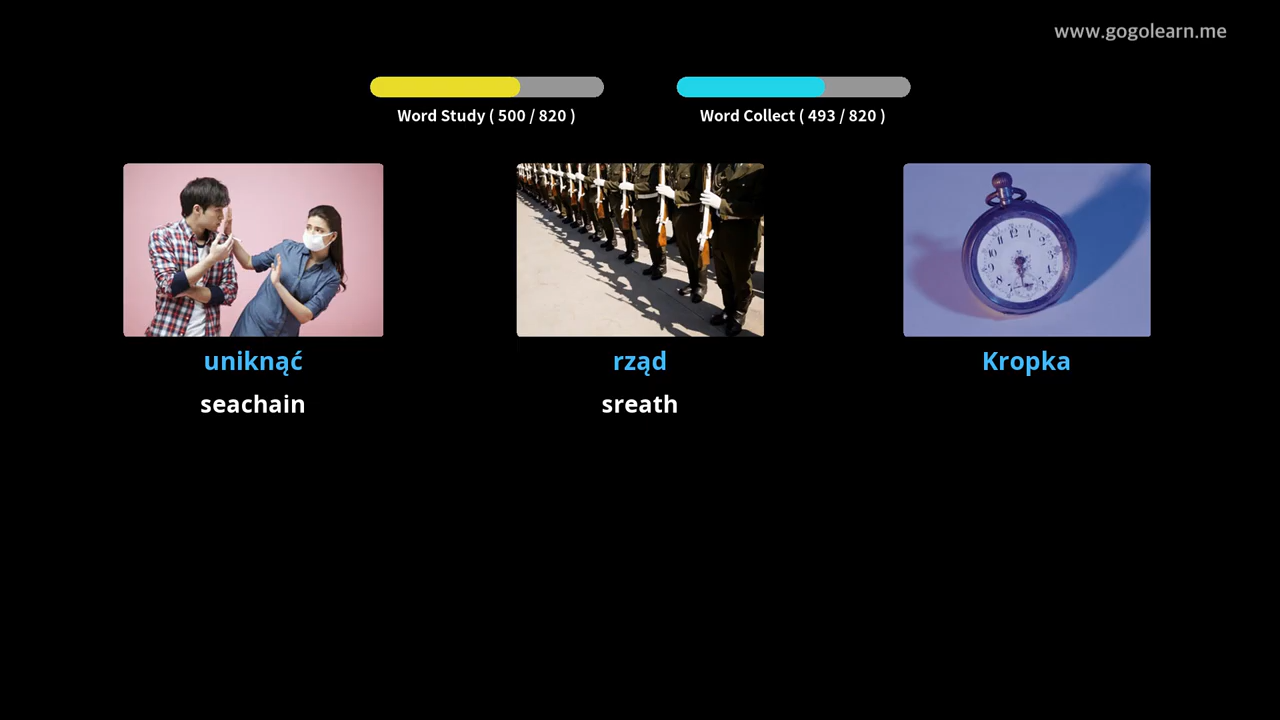 www.gogolearn.me
Word Study ( 500 / 820 )
Word Collect ( 493 / 820 )
uniknąć
rząd
Kropka
seachain
sreath